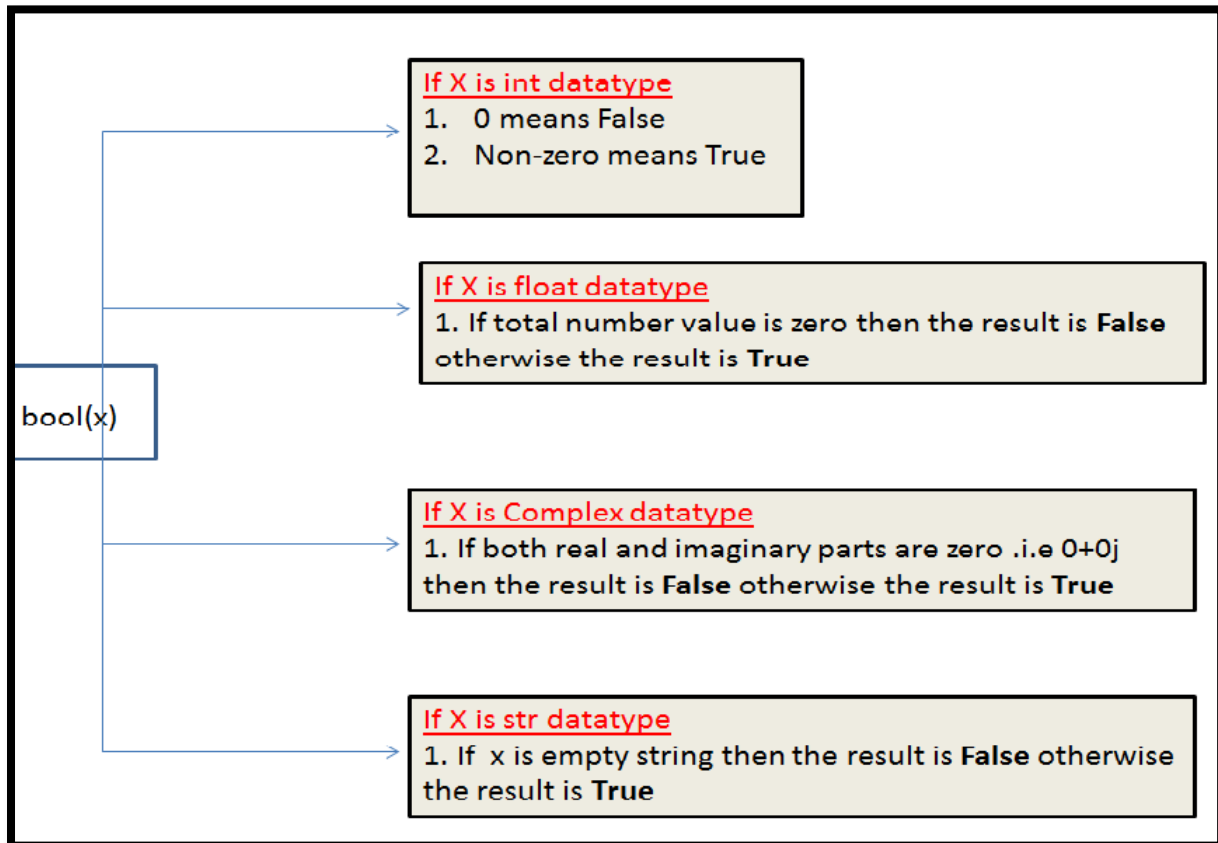 If X is int datatype
1. 0 means False
2. Non-zero means True
If X is float datatype
1. If total number value is zero then the result is False
otherwise the result is True
bool(x)
If X is Complex datatype
1. If both real and imaginary parts are zero .i.e 0+0j
then the result is False otherwise the result is True
If X is str datatype
1. If x is empty string then the result is False otherwise
the result is True